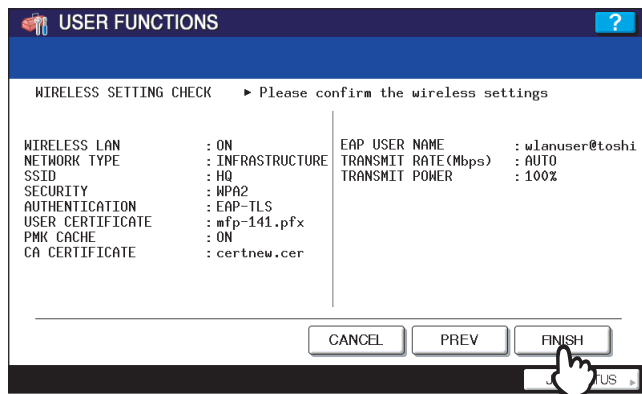 USER FUNCTIONS
?
WIRELESS SETTING CHECK ▶ Please confirm the wireless settings
WIRELESS LAN : ON
NETWORK TYPE : INFRASTRUCTURE
SSID : HQ
SECURITY : WPA2
AUTHENTICATION : EAP-TLS
USER CERTIFICATE : mfp-141.pfx
PMK CACHE : ON
CA CERTIFICATE : certnew.cer
EAP USER NAME : wlanuser@toshi
TRANSMIT RATE(Mbps) : AUTO
TRANSMIT POWER : 100%
CANCEL PREV FINISH